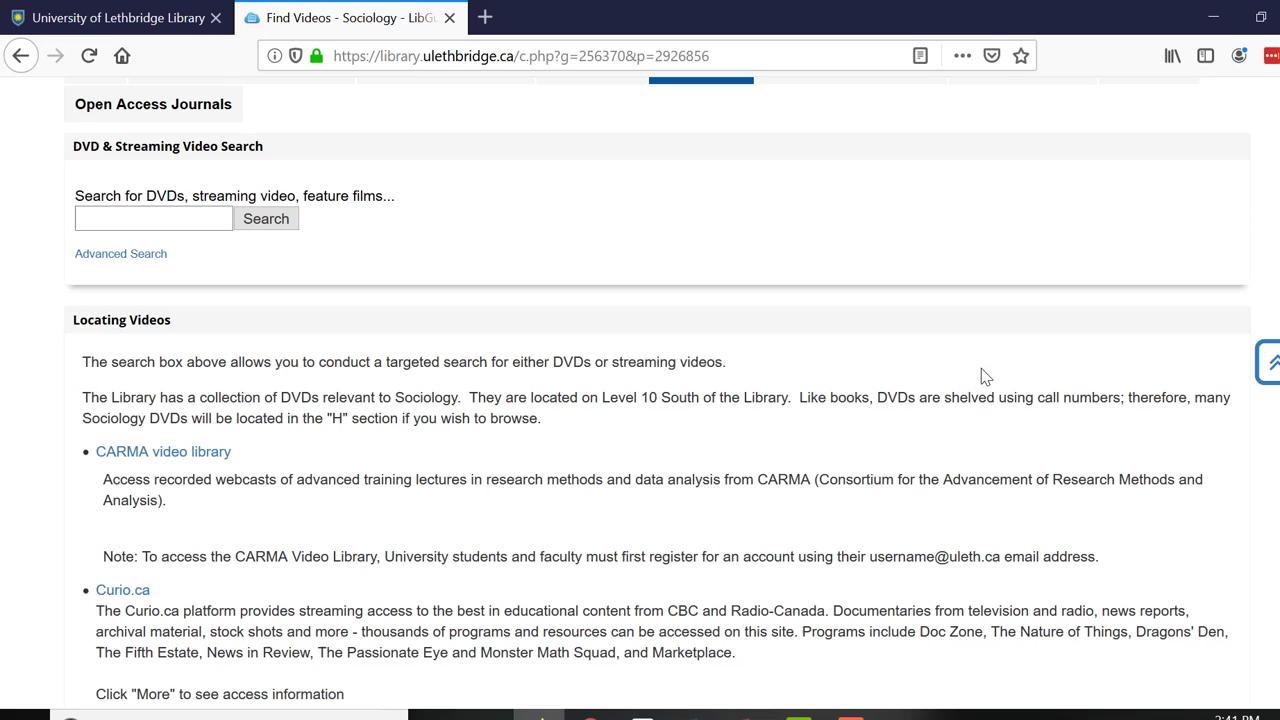 University of Lethbridge Library
Find Videos - Sociology - LibGu
https://library.ulethbridge.ca/c.php?g=256370&p=2926856
Open Access Journals
DVD & Streaming Video Search
Search for DVDs, streaming video, feature films...
Search
Advanced Search
Locating Videos
The search box above allows you to conduct a targeted search for either DVDs or streaming videos.
The Library has a collection of DVDs relevant to Sociology. They are located on Level 10 South of the Library. Like books, DVDs are shelved using call numbers; therefore, many
Sociology DVDs will be located in the "H" section if you wish to browse.
CARMA video library
Access recorded webcasts of advanced training lectures in research methods and data analysis from CARMA (Consortium for the Advancement of Research Methods and
Analysis).
Note: To access the CARMA Video Library, University students and faculty must first register for an account using their username@uleth.ca email address.
Curio.ca
The Curio.ca platform provides streaming access to the best in educational content from CBC and Radio-Canada. Documentaries from television and radio, news reports,
archival material, stock shots and more - thousands of programs and resources can be accessed on this site. Programs include Doc Zone, The Nature of Things, Dragons' Den,
The Fifth Estate, News in Review, The Passionate Eye and Monster Math Squad, and Marketplace.
Click "More" to see access information
2:41 PM